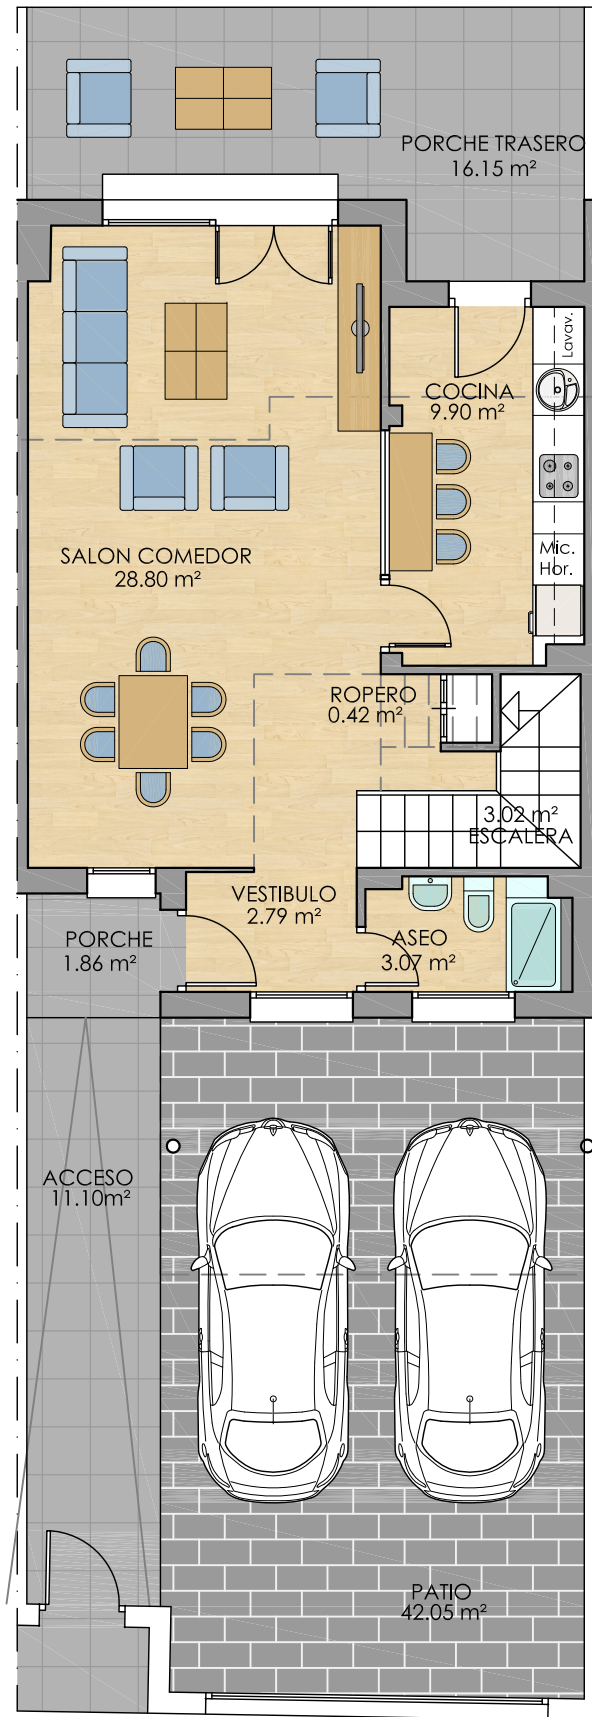 PORCHE TRASERO
16.15 m²
Lavav.
COCINA
9.90 m²
SALON COMEDOR
28.80 m²
Mic.
Hor.
ROPERO
0.42 m²
3.02 m²
ESCALERA
VESTIBULO
2.79 m²
PORCHE
1.86 m²
ASEO
3.07 m²
ACCESO
11.10m²
PATIO
42.05 m²